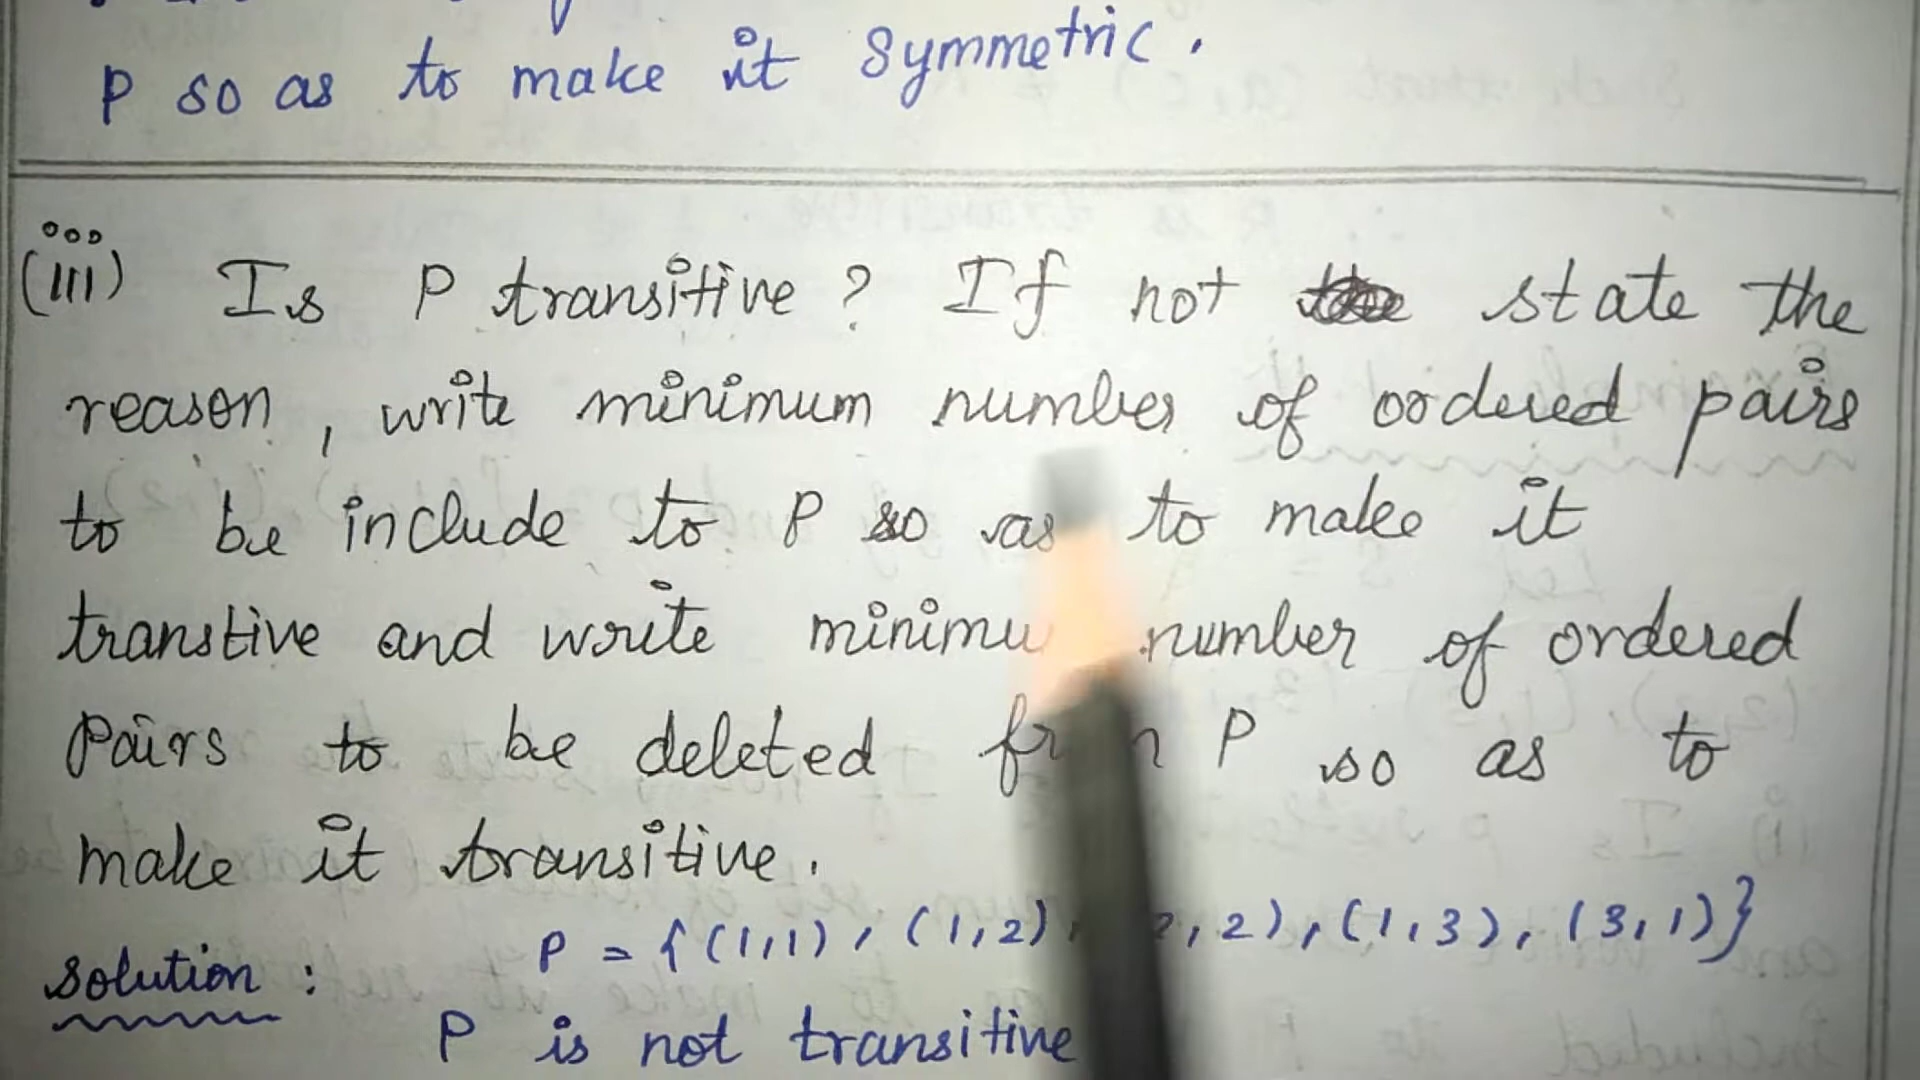 P so as to make it Symmetric.
(iii) Is P transitive? If not state the
reason, write minimum number of ordered pairs
to be include to P so as to make it
transtive and write minimu number of ordered
Pairs to be deleted P so as to
make it transitive.
P = {(1,1), (1,2), ,2), (1,3), (3,1)}
Solution:
P is not transitive